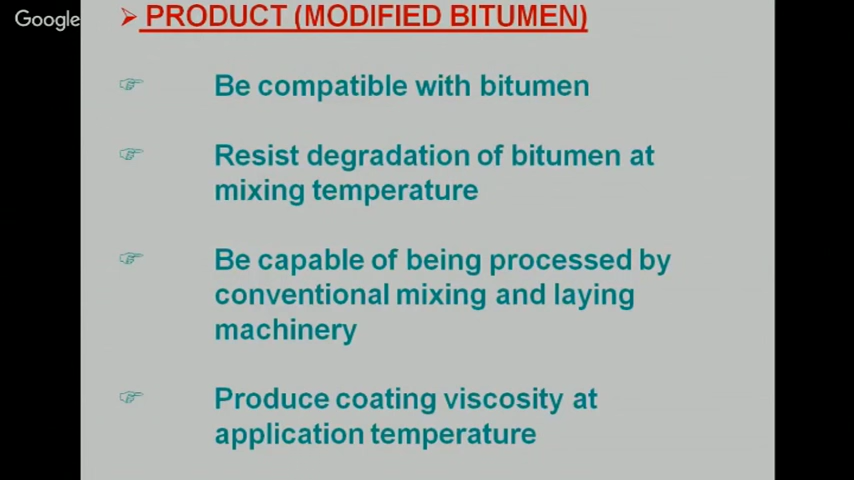 Google
PRODUCT (MODIFIED BITUMEN)
Be compatible with bitumen
Resist degradation of bitumen at
mixing temperature
Be capable of being processed by
conventional mixing and laying
machinery
Produce coating viscosity at
application temperature